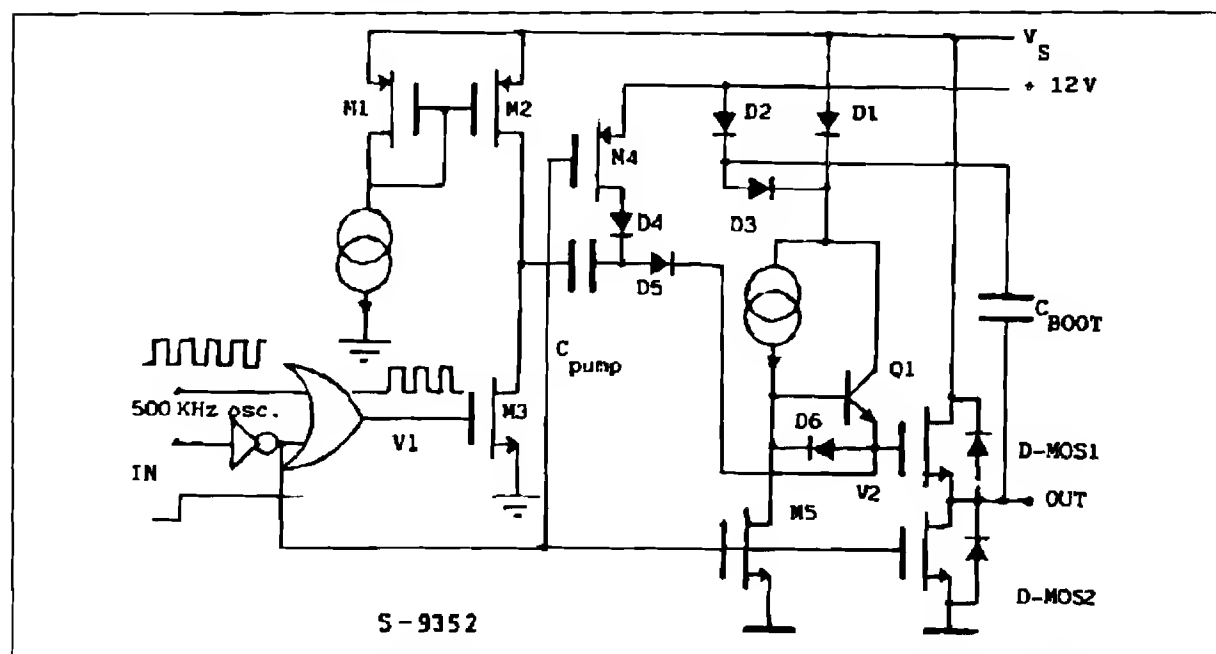 V
S
+ 12V
M1
M2
D2
D1
M4
D3
D4
D5
C
BOOT
C
pump
Q1
500 KHz osc.
V1
M3
D6
IN
V2
D-MOS1
M5
OUT
D-MOS2
S-9352